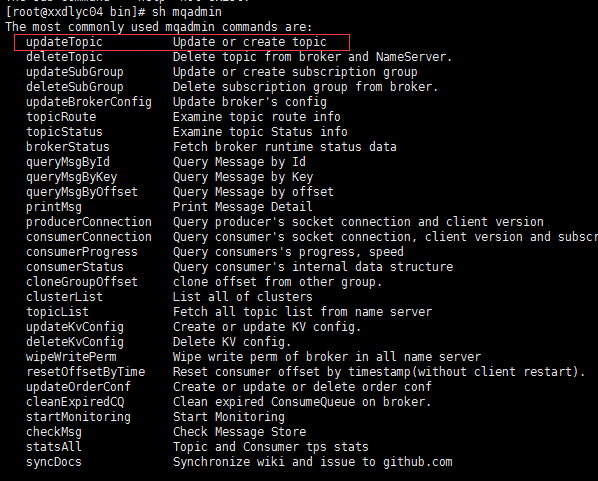 [root@xxdlyc04 bin]# sh mqadmin
The most commonly used mqadmin commands are:
updateTopic Update or create topic
deleteTopic Delete topic from broker and NameServer.
updateSubGroup Update or create subscription group
deleteSubGroup Delete subscription group from broker.
updateBrokerConfig Update broker's config
topicRoute Examine topic route info
topicStatus Examine topic Status info
brokerStatus Fetch broker runtime status data
queryMsgById Query Message by Id
queryMsgByKey Query Message by Key
queryMsgByOffset Query Message by offset
printMsg Print Message Detail
producerConnection Query producer's socket connection and client version
consumerConnection Query consumer's socket connection, client version and subscr
consumerProgress Query consumers's progress, speed
consumerStatus Query consumer's internal data structure
cloneGroupOffset clone offset from other group.
clusterList List all of clusters
topicList Fetch all topic list from name server
updateKvConfig Create or update KV config.
deleteKvConfig Delete KV config.
wipeWritePerm Wipe write perm of broker in all name server
resetOffsetByTime Reset consumer offset by timestamp(without client restart).
updateOrderConf Create or update or delete order conf
cleanExpiredCQ Clean expired ConsumeQueue on broker.
startMonitoring Start Monitoring
checkMsg Check Message Store
statsAll Topic and Consumer tps stats
syncDocs Synchronize wiki and issue to github.com